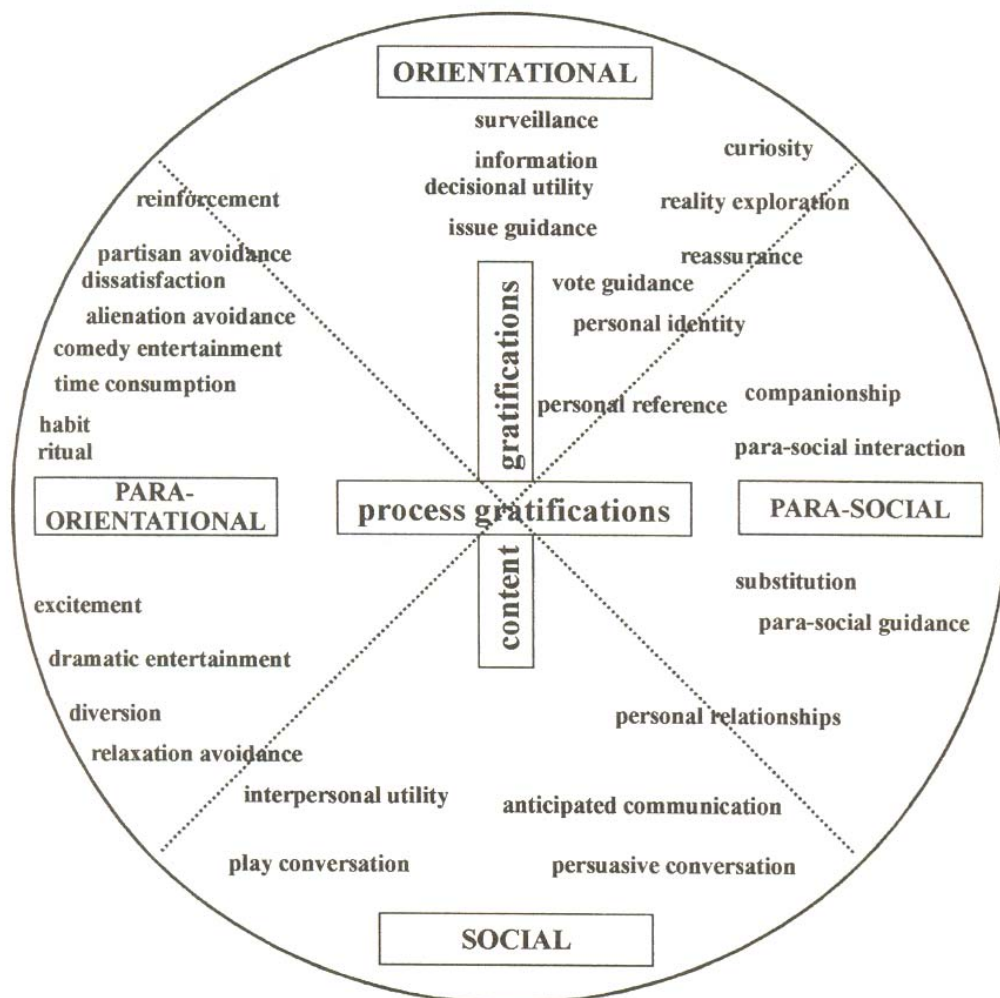 ORIENTATIONAL
surveillance
curiosity
information
decisional utility
reinforcement
reality exploration
issue guidance
partisan avoidance
reassurance
dissatisfaction
vote guidance
alienation avoidance
personal identity
comedy entertainment
time consumption
companionship
personal reference
habit
ritual
para-social interaction
gratifications
PARA-
ORIENTATIONAL
process gratifications
PARA-SOCIAL
content
substitution
excitement
para-social guidance
dramatic entertainment
diversion
personal relationships
relaxation avoidance
interpersonal utility
anticipated communication
play conversation
persuasive conversation
SOCIAL